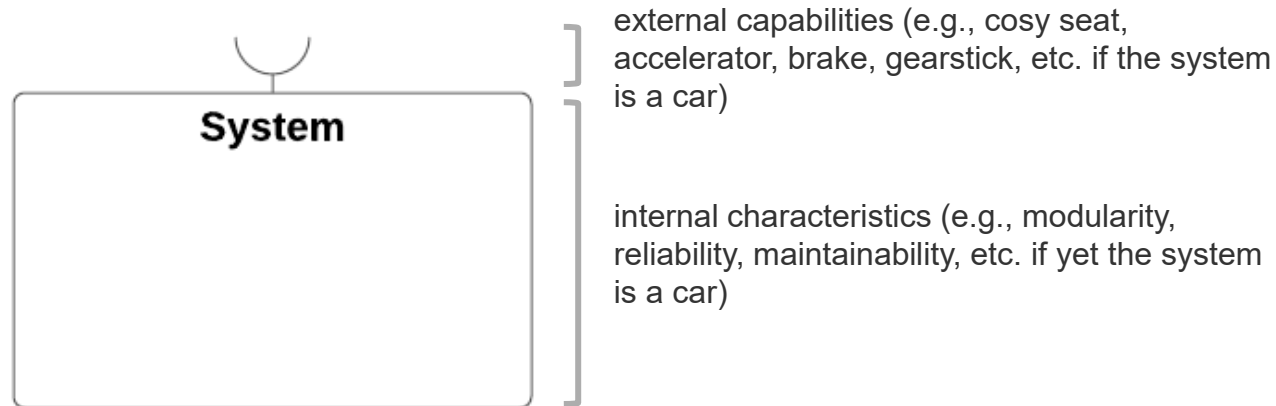 external capabilities (e.g., cosy seat,
accelerator, brake, gearstick, etc. if the system
is a car)
System
internal characteristics (e.g., modularity,
reliability, maintainability, etc. if yet the system
is a car)